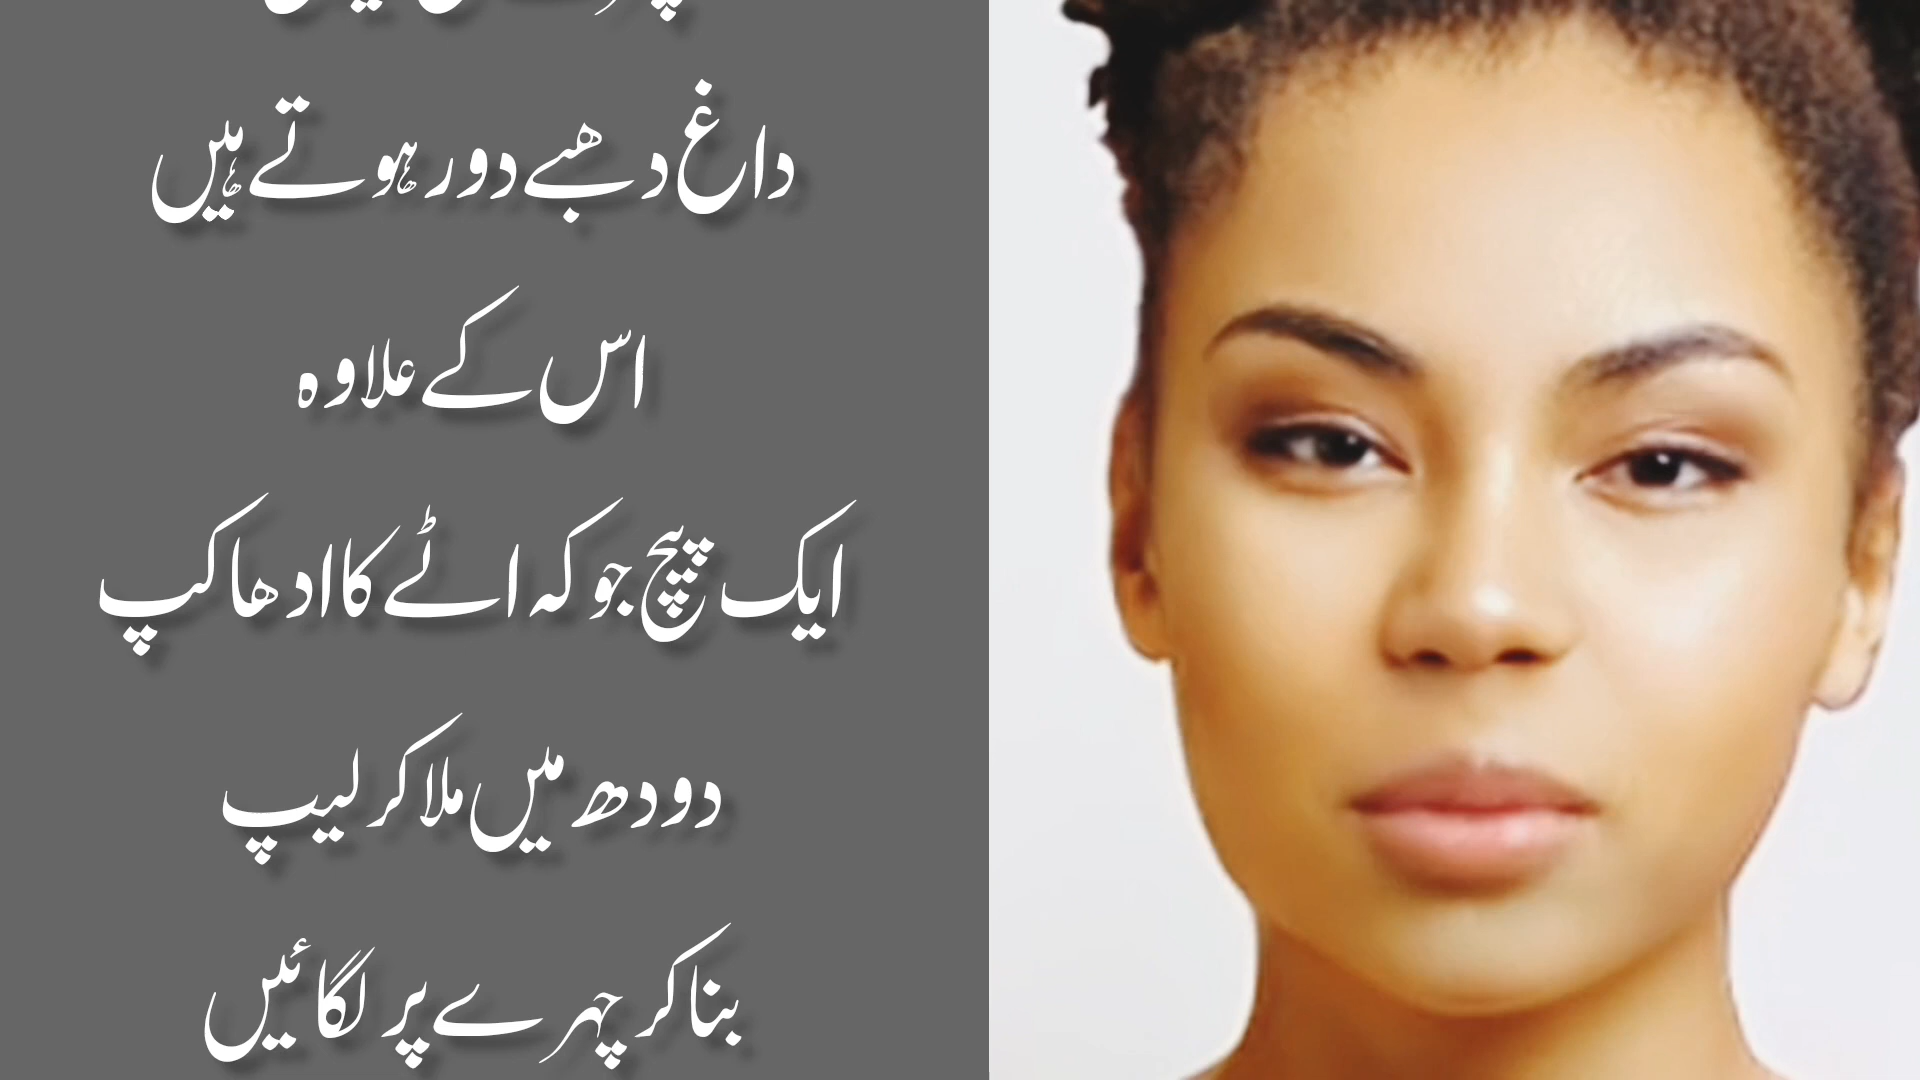 داغ دھبے دور ہوتے ہیں
اس کے علاوہ
ایک پیچ جو کہ اٹے کا ادھا کپ
دودھ میں ملا کر لیپ
بنا کر چہرے پر لگائیں